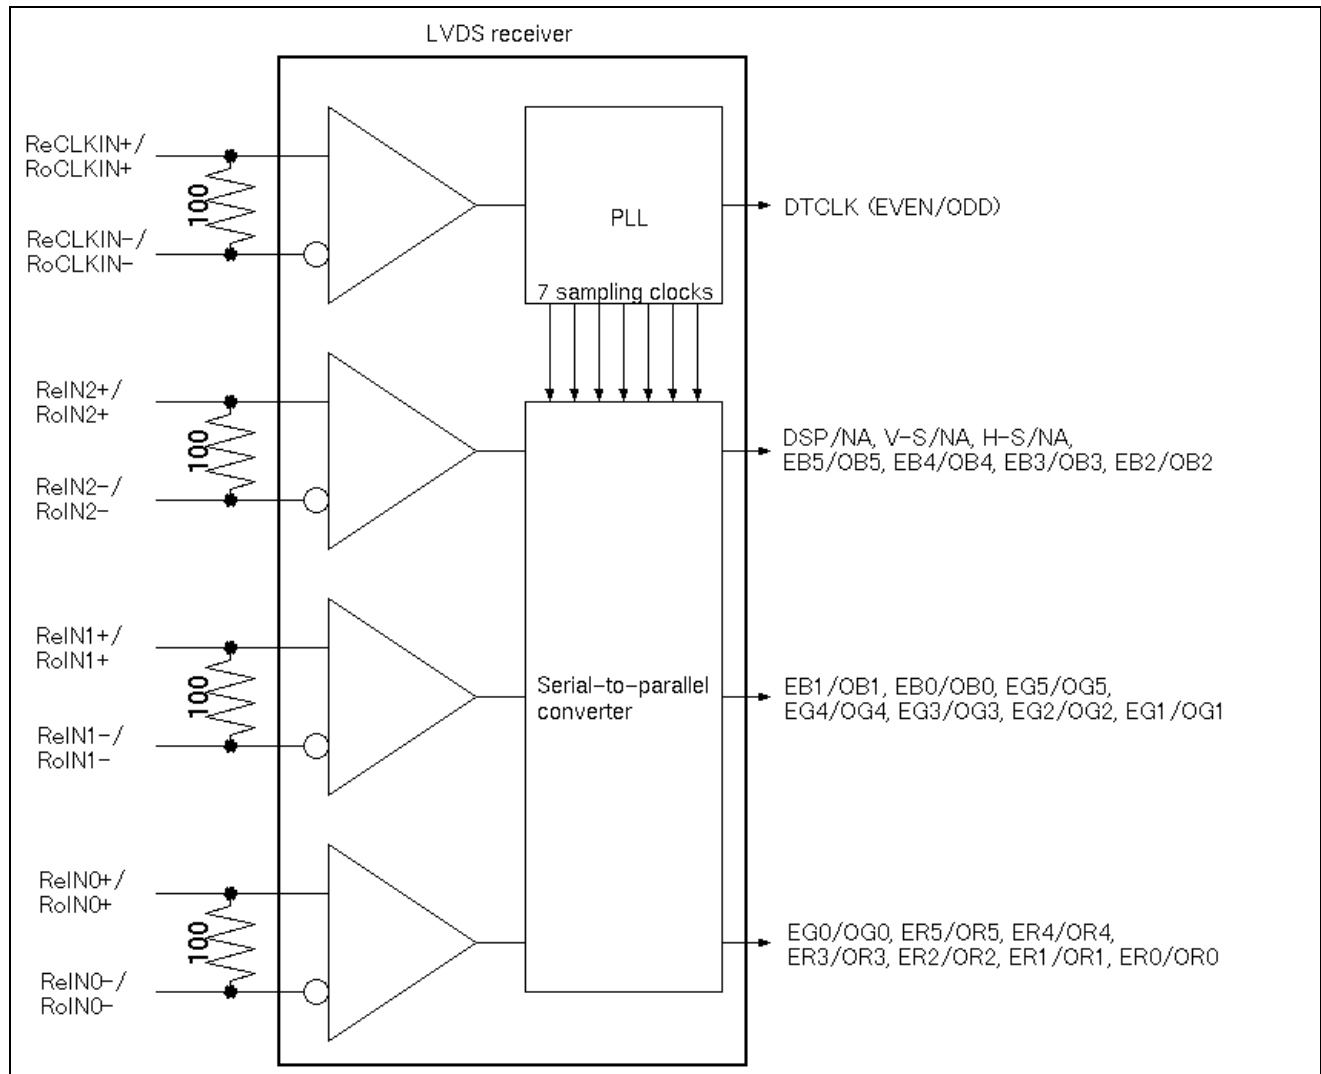 LVDS receiver
ReCLKIN+/
RoCLKIN+
100
ReCLKIN-/
RoCLKIN-
PLL
7 sampling clocks
DTCLK (EVEN/ODD)
ReIN2+/
RoIN2+
100
ReIN2-/
RoIN2-
DSP/NA, V-S/NA, H-S/NA,
EB5/OB5, EB4/OB4, EB3/OB3, EB2/OB2
ReIN1+/
RoIN1+
100
ReIN1-/
RoIN1-
Serial-to-parallel
converter
EB1/OB1, EB0/OB0, EG5/OG5,
EG4/OG4, EG3/OG3, EG2/OG2, EG1/OG1
ReIN0+/
RoIN0+
100
ReIN0-/
RoIN0-
EG0/OG0, ER5/OR5, ER4/OR4,
ER3/OR3, ER2/OR2, ER1/OR1, ER0/OR0